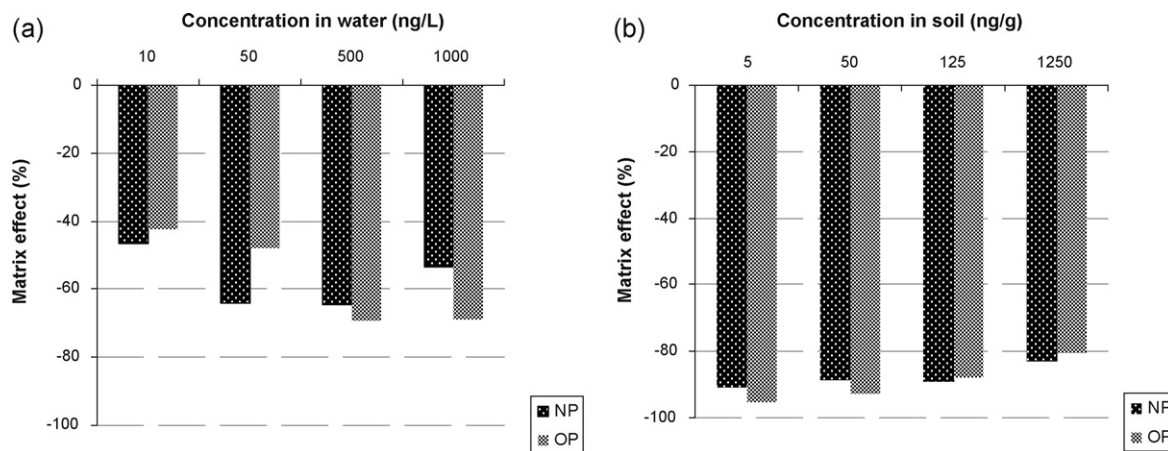 (a)
Concentration in water (ng/L)
10 50 500 1000
0
-20
-40
-60
-80
-100
Matrix effect (%)
NP
OP
(b)
Concentration in soil (ng/g)
5 50 125 1250
0
-20
-40
-60
-80
-100
Matrix effect (%)
NP
OP